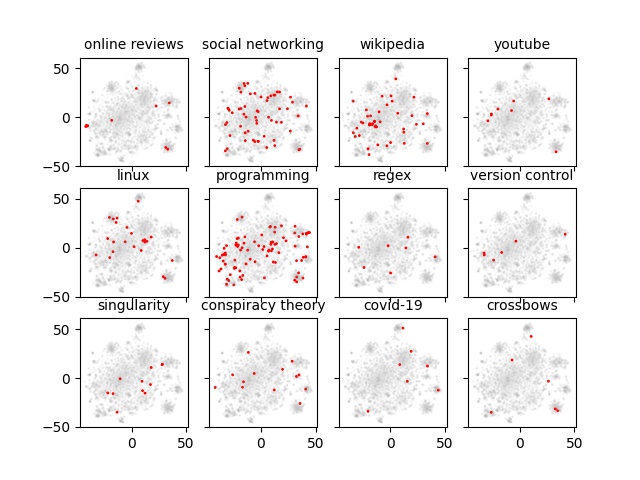 online reviews social networking wikipedia youtube
50
0
−50
linux programming regex version control
50
0
−50
singularity conspiracy theory covid-19 crossbows
50
0
−50
0 50 0 50 0 50 0 50